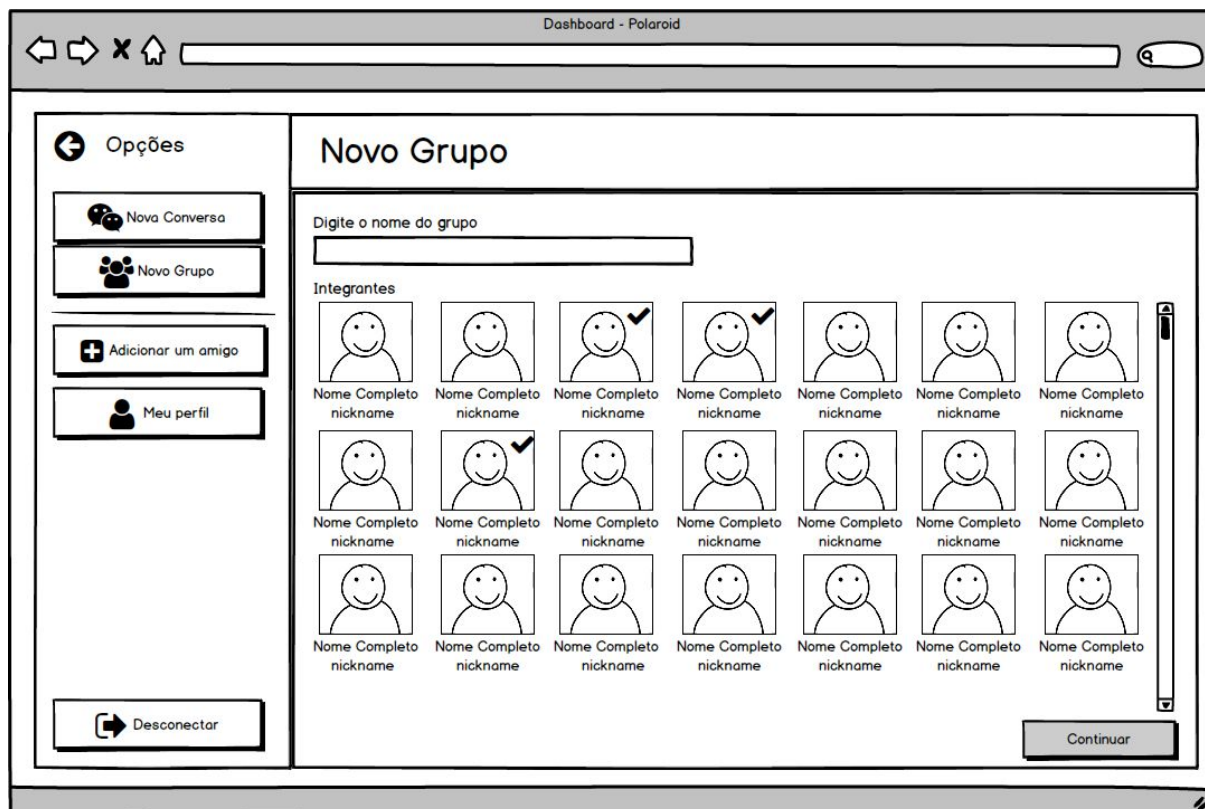 Dashboard - Polaroid
Opções
Nova Conversa
Novo Grupo
Adicionar um amigo
Meu perfil
Desconectar
Novo Grupo
Digite o nome do grupo
Integrantes
Nome Completo Nome Completo Nome Completo Nome Completo Nome Completo Nome Completo Nome Completo
nickname nickname nickname nickname nickname nickname nickname
Nome Completo Nome Completo Nome Completo Nome Completo Nome Completo Nome Completo Nome Completo
nickname nickname nickname nickname nickname nickname nickname
Nome Completo Nome Completo Nome Completo Nome Completo Nome Completo Nome Completo Nome Completo
nickname nickname nickname nickname nickname nickname nickname
Continuar